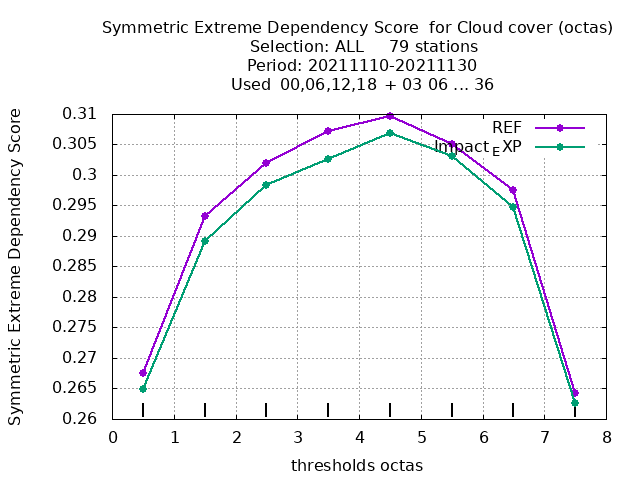 Symmetric Extreme Dependency Score  for Cloud cover (octas)
Selection: ALL     79 stations
Period: 20211110-20211130
Used  00,06,12,18  + 03 06 ... 36
Symmetric Extreme Dependency Score
0.31
0.305
0.3
0.295
0.29
0.285
0.28
0.275
0.27
0.265
0.26
REF
Impact EXP
0 1 2 3 4 5 6 7 8
thresholds octas